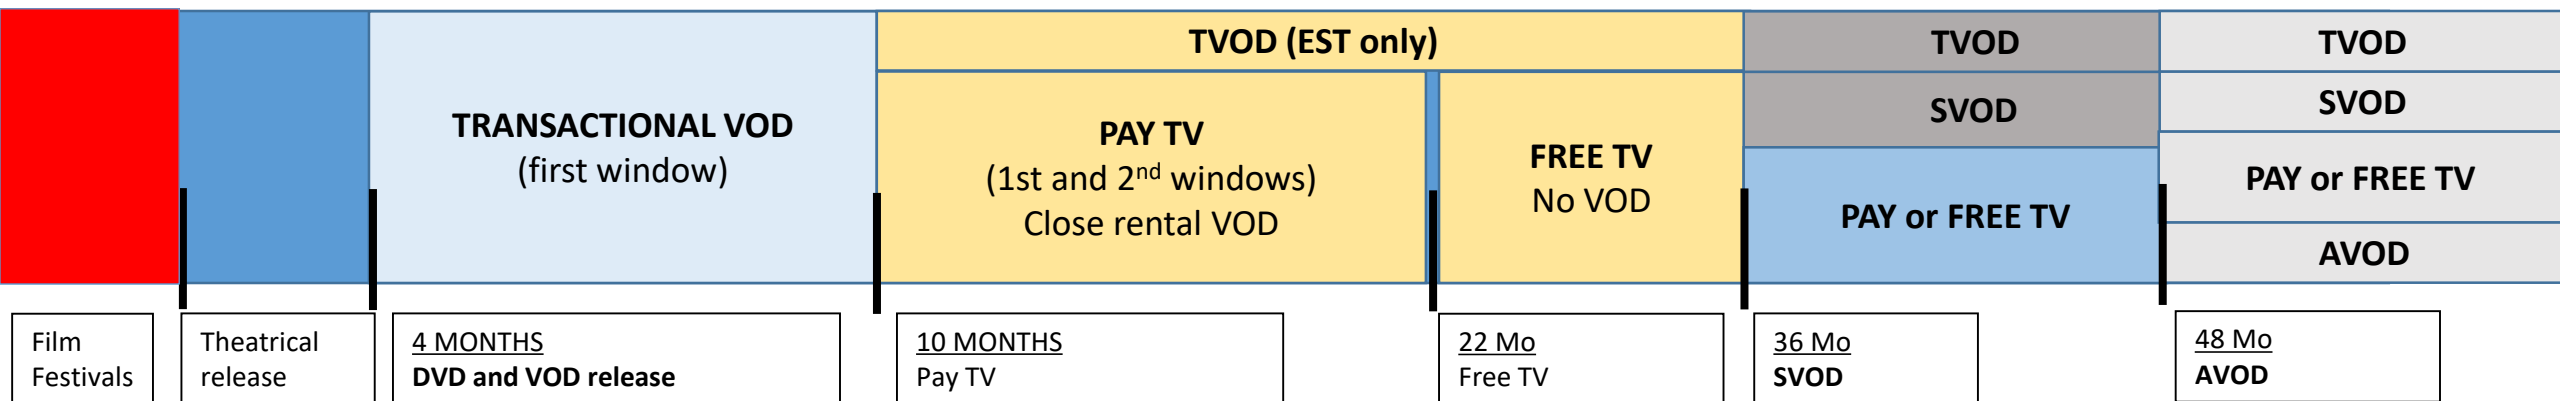 TRANSACTIONAL VOD
(first window)
TVOD (EST only)
PAY TV
(1st and 2nd windows)
Close rental VOD
FREE TV
No VOD
TVOD
SVOD
PAY or FREE TV
TVOD
SVOD
PAY or FREE TV
AVOD
Film
Festivals
Theatrical
release
4 MONTHS
DVD and VOD release
10 MONTHS
Pay TV
22 Mo
Free TV
36 Mo
SVOD
48 Mo
AVOD